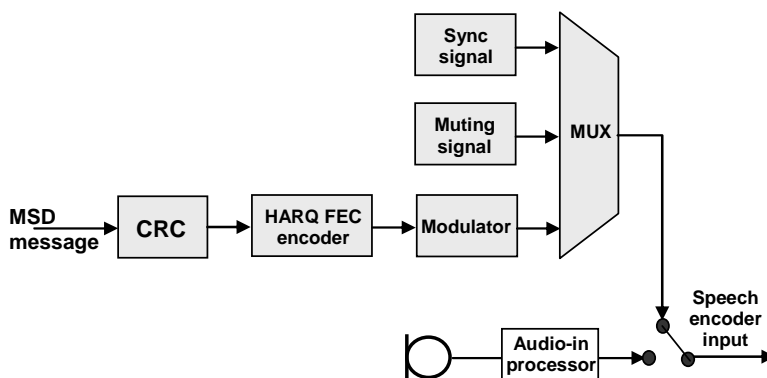 Sync
signal
Muting
signal
MUX
MSD
message
CRC
HARQ FEC
encoder
Modulator
Speech
encoder
input
Audio-in
processor